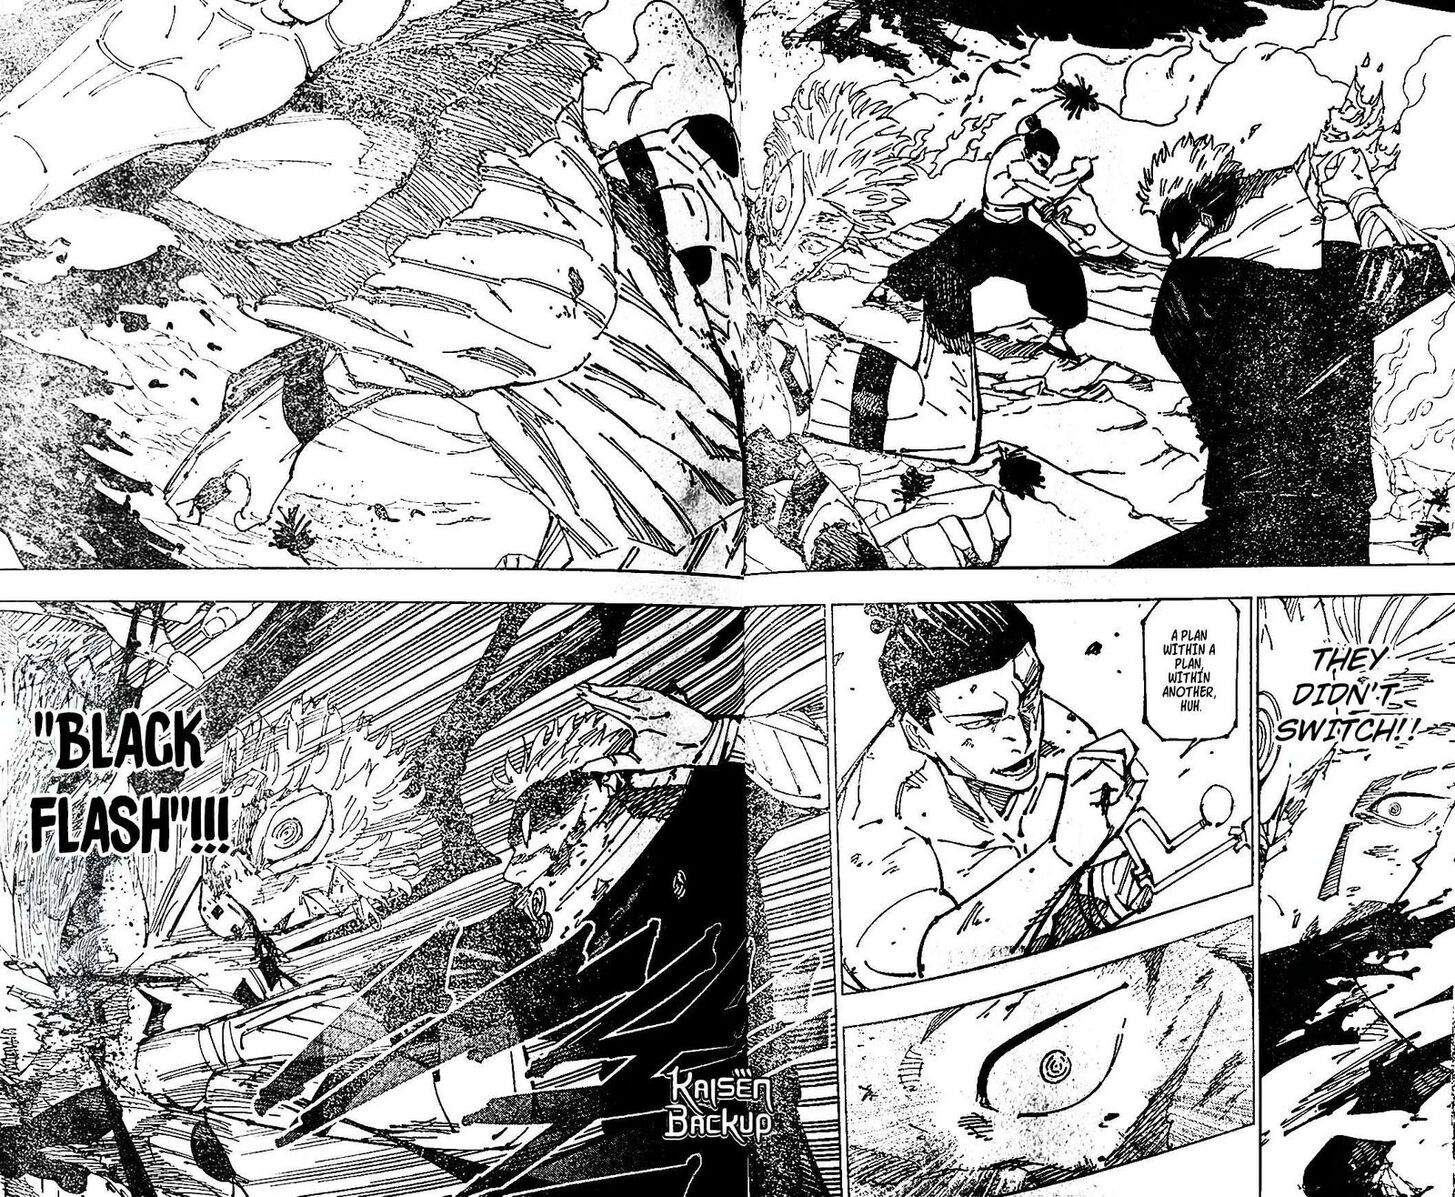 THEY
DIDN'T
SWITCH!!
A PLAN
WITHIN A
PLAN,
WITHIN
ANOTHER,
HUH.
"BLACK
FLASH"!!!
KAISEN
BACKUP